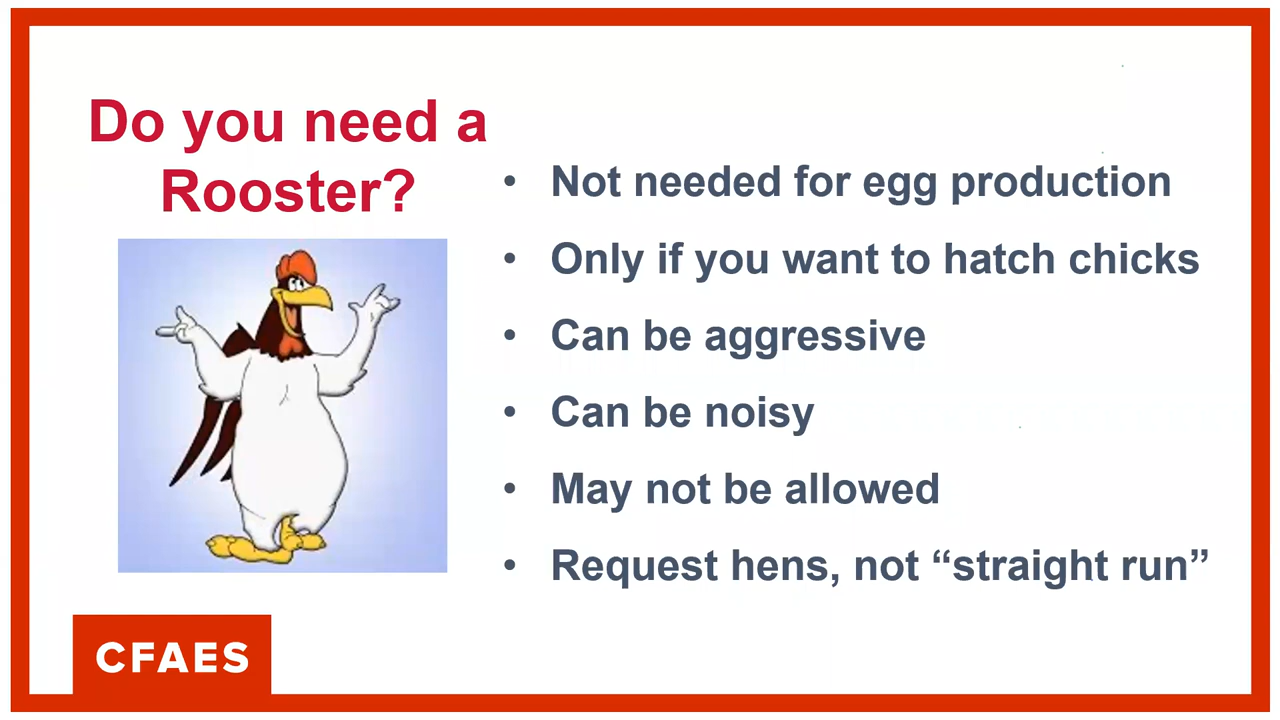 Do you need a
Rooster?
• Not needed for egg production
• Only if you want to hatch chicks
• Can be aggressive
• Can be noisy
• May not be allowed
• Request hens, not “straight run”
CFAES